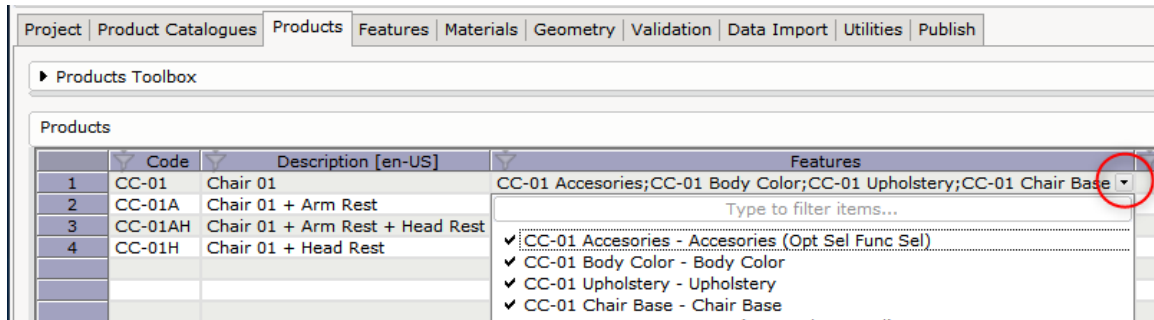 Project Product Catalogues Products Features Materials Geometry Validation Data Import Utilities Publish
Products Toolbox
Products
Code Description [en-US] Features
1 CC-01 Chair 01 CC-01 Accesories;CC-01 Body Color;CC-01 Upholstery;CC-01 Chair Base
2 CC-01A Chair 01 + Arm Rest
Type to filter items...
3 CC-01AH Chair 01 + Arm Rest + Head Rest
CC-01 Accesories - Accesories (Opt Sel Func Sel)
4 CC-01H Chair 01 + Head Rest
CC-01 Body Color - Body Color
CC-01 Upholstery - Upholstery
CC-01 Chair Base - Chair Base